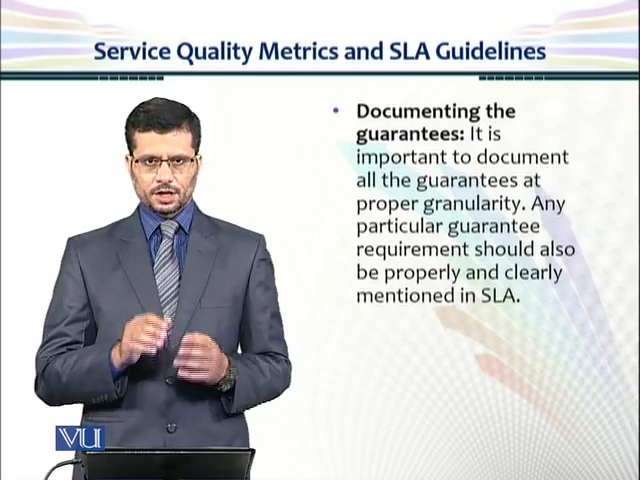 Service Quality Metrics and SLA Guidelines
• Documenting the
guarantees: It is
important to document
all the guarantees at
proper granularity. Any
particular guarantee
requirement should also
be properly and clearly
mentioned in SLA.
VU